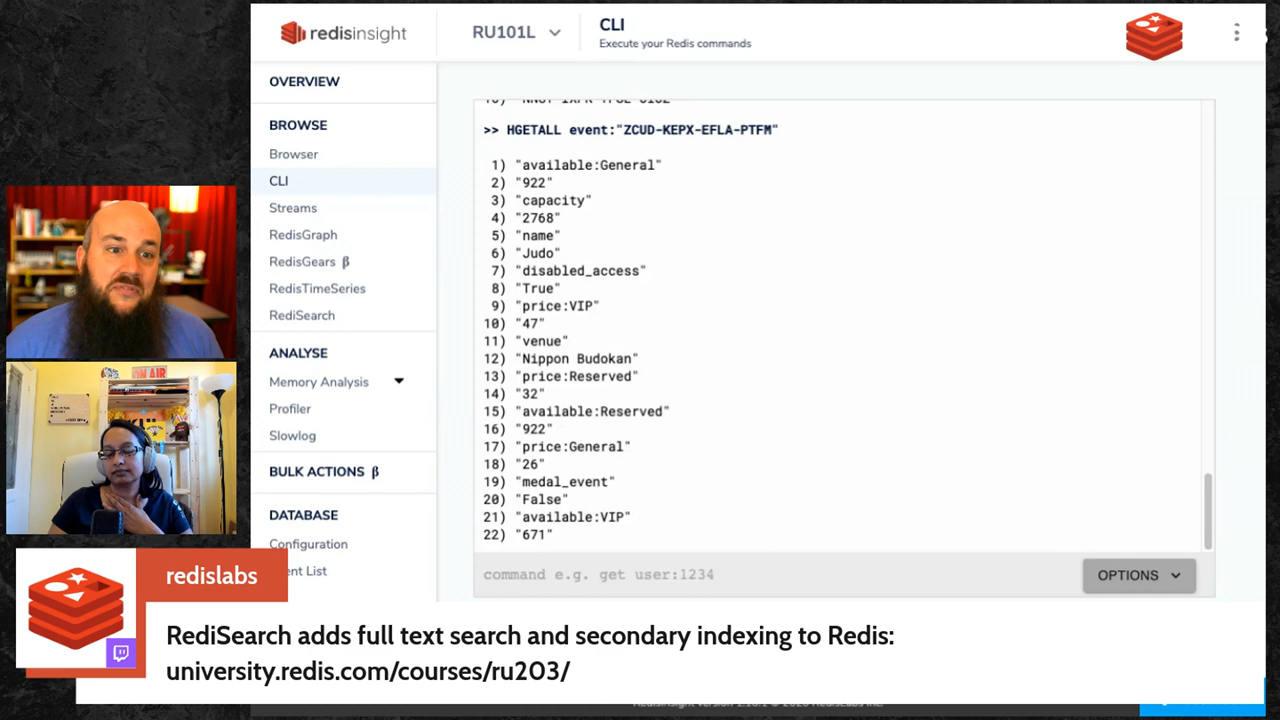 redisinsight
RU101L
CLI
Execute your Redis commands
OVERVIEW
BROWSE
Browser
CLI
Streams
RedisGraph
RedisGears β
RedisTimeSeries
RediSearch
ANALYSE
Memory Analysis
Profiler
Slowlog
BULK ACTIONS β
DATABASE
Configuration
ent List
>> HGETALL event:"ZCUD-KEPX-EFLA-PTFM"
1) "available:General"
2) "922"
3) "capacity"
4) "2768"
5) "name"
6) "Judo"
7) "disabled_access"
8) "True"
9) "price:VIP"
10) "47"
11) "venue"
12) "Nippon Budokan"
13) "price:Reserved"
14) "32"
15) "available:Reserved"
16) "922"
17) "price:General"
18) "26"
19) "medal_event"
20) "False"
21) "available:VIP"
22) "671"
command e.g. get user:1234
OPTIONS
ON AIR
redislabs
RediSearch adds full text search and secondary indexing to Redis:
university.redis.com/courses/ru203/